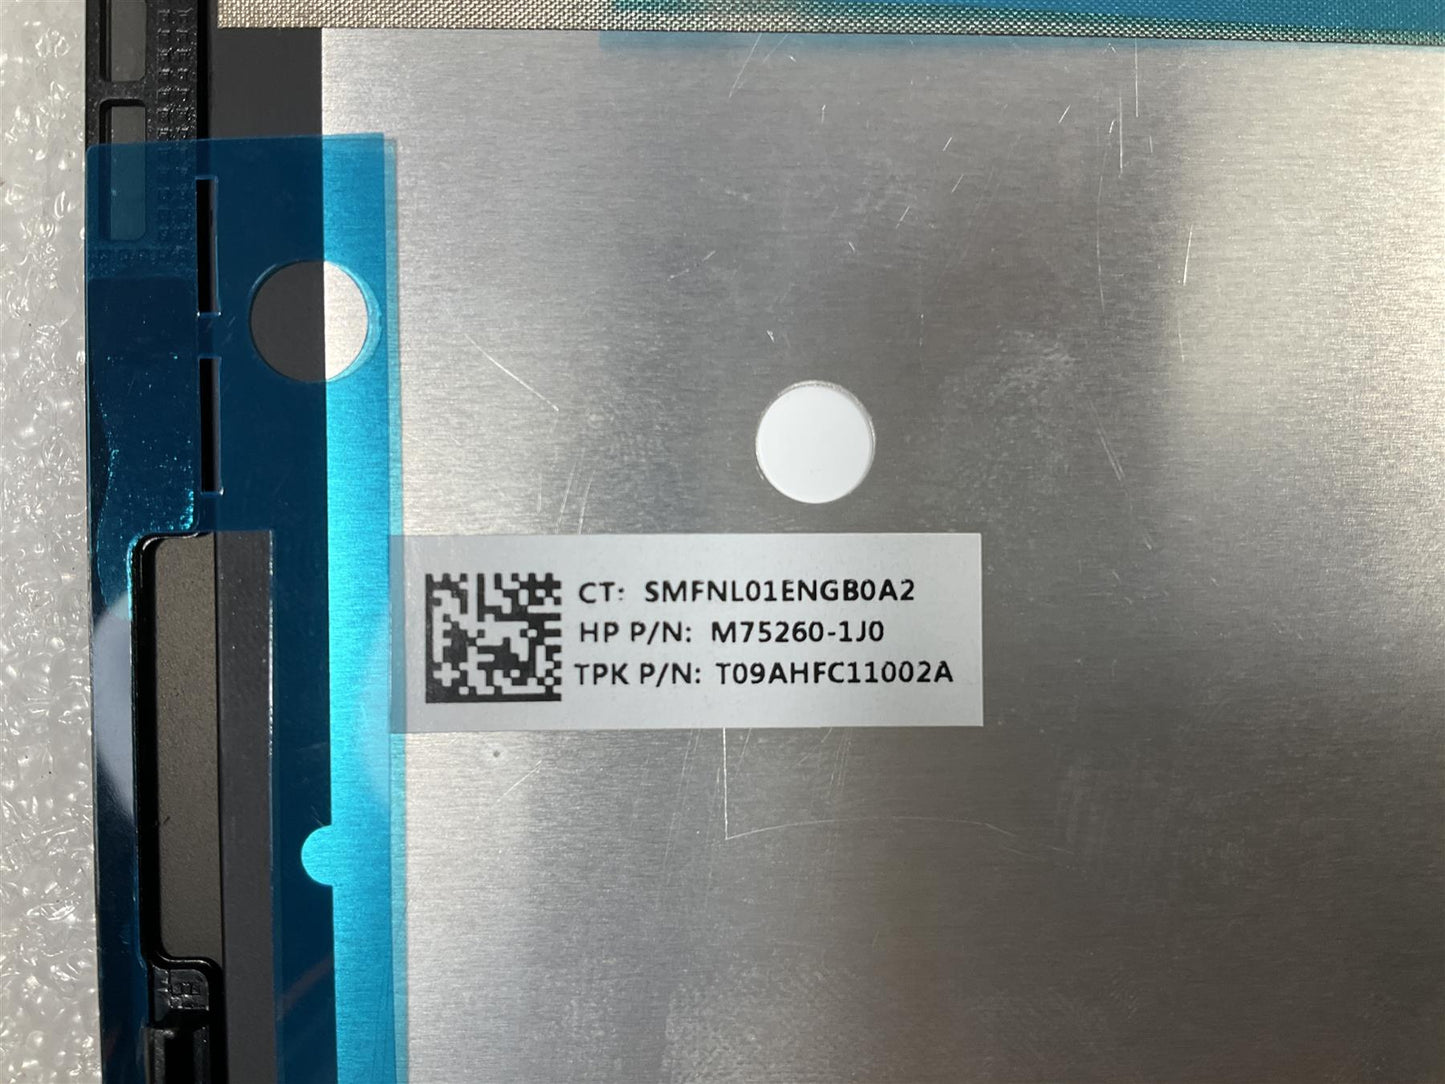 CT: SMFNL01ENGB0A2
HP P/N: M75260-1J0
TPK P/N: T09AHFC11002A